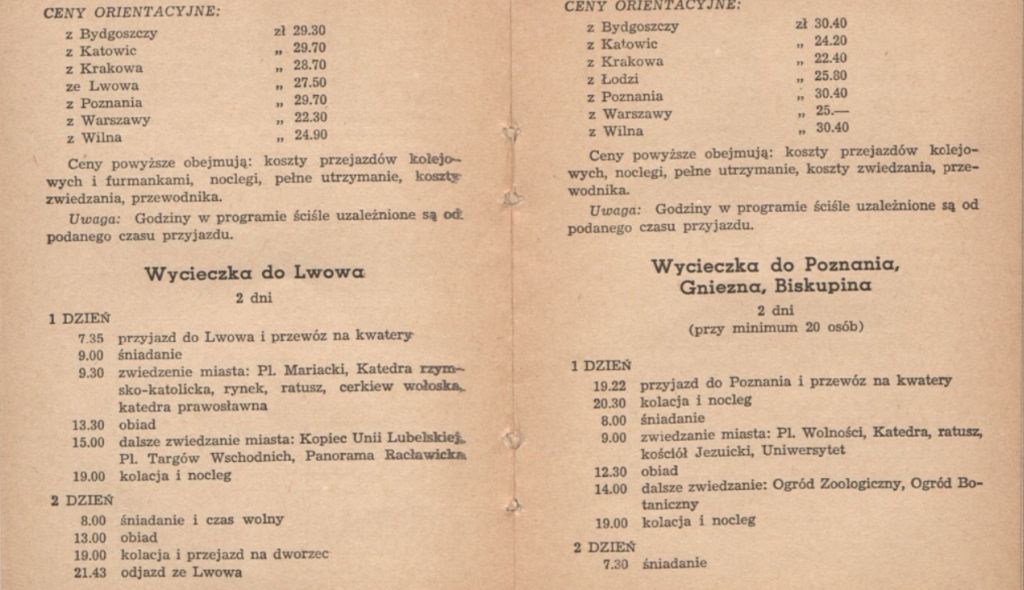 CENY ORIENTACYJNE:
z Bydgoszczy zł 29.30
z Katowic „ 29.70
z Krakowa „ 28.70
ze Lwowa „ 27.50
z Poznania „ 29.70
z Warszawy „ 22.30
z Wilna „ 24.90
Ceny powyższe obejmują: koszty przejazdów kolejo-
wych i furmankami, noclegi, pełne utrzymanie, koszty
zwiedzania, przewodnika.
Uwaga: Godziny w programie ściśle uzależnione są od
podanego czasu przyjazdu.
Wycieczka do Lwowa
2 dni
1 DZIEŃ
7.35 przyjazd do Lwowa i przewóz na kwatery
9.00 śniadanie
9.30 zwiedzenie miasta: Pl. Mariacki, Katedra rzym-
sko-katolicka, rynek, ratusz, cerkiew wołoska,
katedra prawosławna
13.30 obiad
15.00 dalsze zwiedzanie miasta: Kopiec Unii Lubelskiej,
Pl. Targów Wschodnich, Panorama Racławicka
19.00 kolacja i nocleg
2 DZIEŃ
8.00 śniadanie i czas wolny
13.00 obiad
19.00 kolacja i przejazd na dworzec
21.43 odjazd ze Lwowa
CENY ORIENTACYJNE:
z Bydgoszczy zł 30.40
z Katowic „ 24.20
z Krakowa „ 22.40
z Łodzi „ 25.80
z Poznania „ 30.40
z Warszawy „ 25.—
z Wilna „ 30.40
Ceny powyższe obejmują: koszty przejazdów kolejo-
wych, noclegi, pełne utrzymanie, koszty zwiedzania, prze-
wodnika.
Uwaga: Godziny w programie ściśle uzależnione są od
podanego czasu przyjazdu.
Wycieczka do Poznania,
Gniezna, Biskupina
2 dni
(przy minimum 20 osób)
1 DZIEŃ
19.22 przyjazd do Poznania i przewóz na kwatery
20.30 kolacja i nocleg
8.00 śniadanie
9.00 zwiedzanie miasta: Pl. Wolności, Katedra, ratusz,
kościół Jezuicki, Uniwersytet
12.30 obiad
14.00 dalsze zwiedzanie: Ogród Zoologiczny, Ogród Bo-
taniczny
19.00 kolacja i nocleg
2 DZIEŃ
7.30 śniadanie